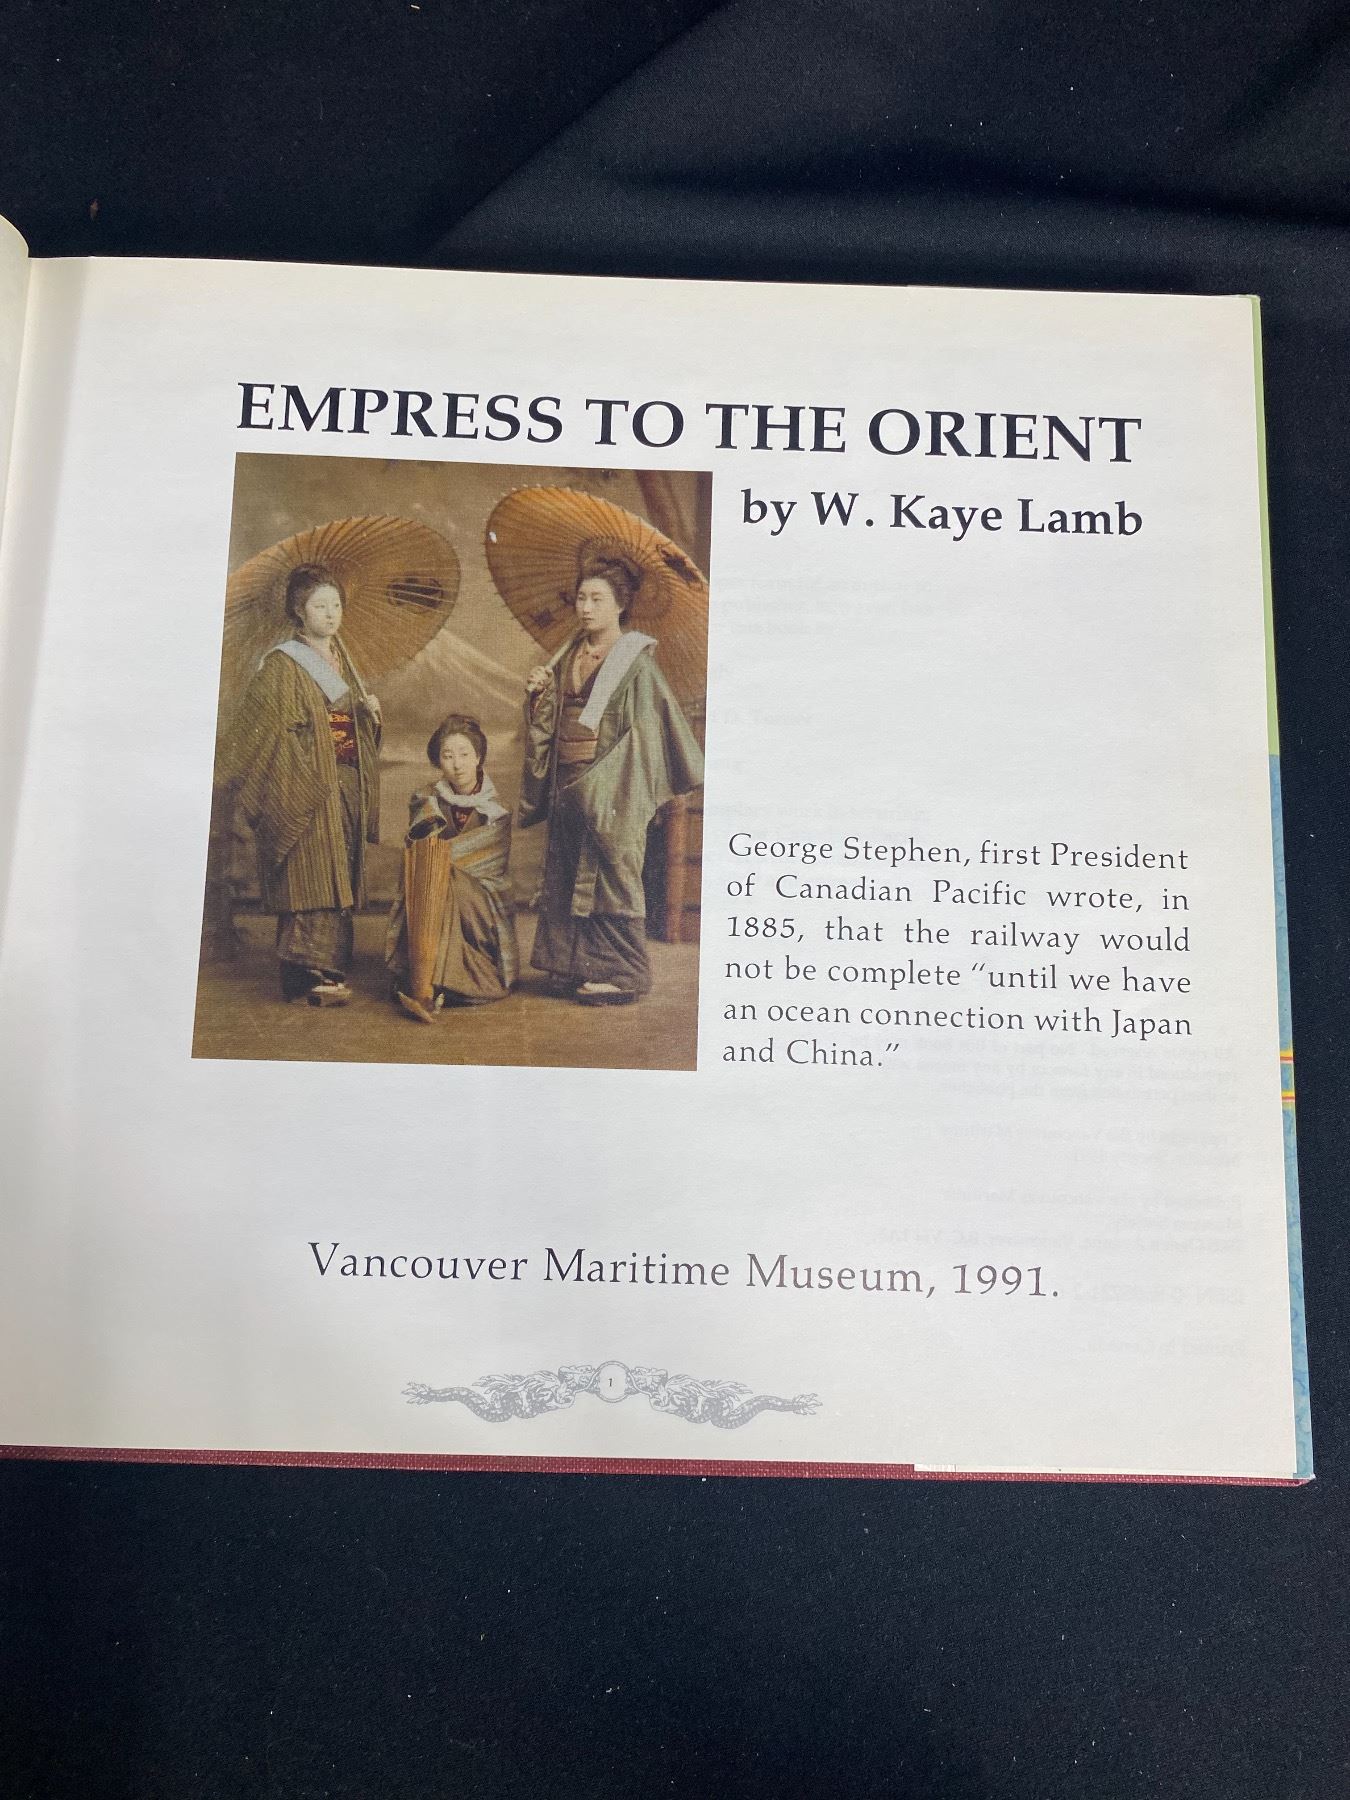 EMPRESS TO THE ORIENT
by W. Kaye Lamb
George Stephen, first President
of Canadian Pacific wrote, in
1885, that the railway would
not be complete “until we have
an ocean connection with Japan
and China.”
Vancouver Maritime Museum, 1991.
1